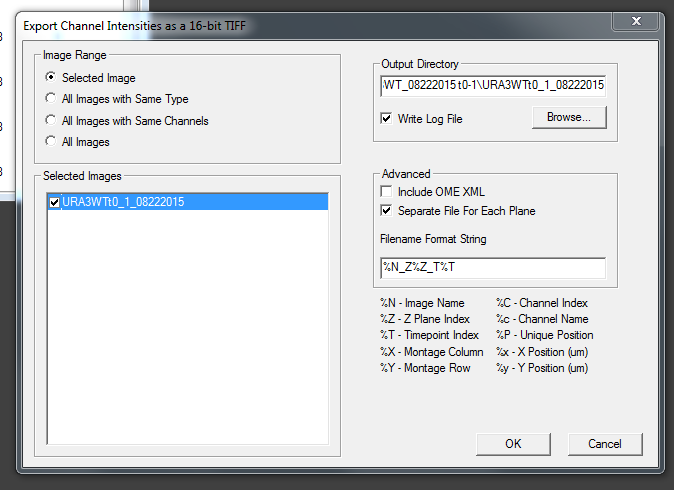 Export Channel Intensities as a 16-bit TIFF
Image Range
Selected Image
All Images with Same Type
All Images with Same Channels
All Images
Selected Images
URA3WTt0_1_08222015
Output Directory
WT_08222015 t0-1\URA3WTt0_1_08222015
Write Log File
Browse...
Advanced
Include OME XML
Separate File For Each Plane
Filename Format String
%N_Z%Z_T%T
%N - Image Name %C - Channel Index
%Z - Z Plane Index %c - Channel Name
%T - Timepoint Index %P - Unique Position
%X - Montage Column %x - X Position (um)
%Y - Montage Row %y - Y Position (um)
OK Cancel